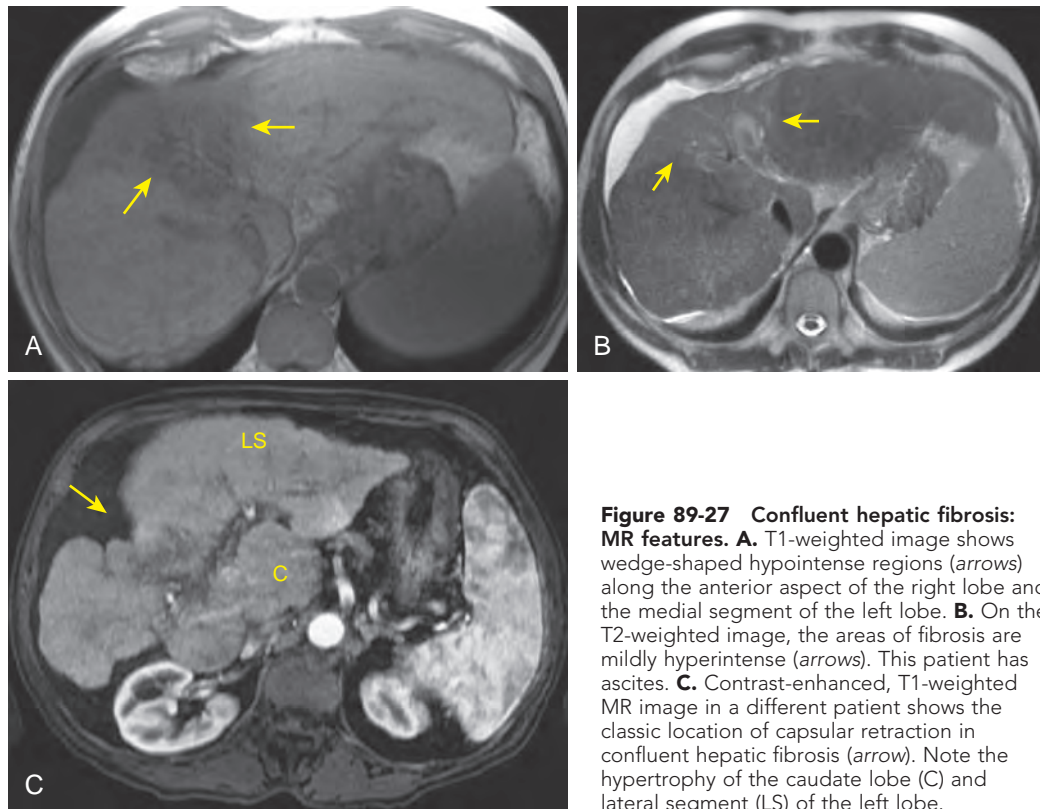 A
B
LS
C
C
Figure 89-27 Confluent hepatic fibrosis:
MR features. A. T1-weighted image shows
wedge-shaped hypointense regions (arrows)
along the anterior aspect of the right lobe and
the medial segment of the left lobe. B. On the
T2-weighted image, the areas of fibrosis are
mildly hyperintense (arrows). This patient has
ascites. C. Contrast-enhanced, T1-weighted
MR image in a different patient shows the
classic location of capsular retraction in
confluent hepatic fibrosis (arrow). Note the
hypertrophy of the caudate lobe (C) and
lateral segment (LS) of the left lobe.